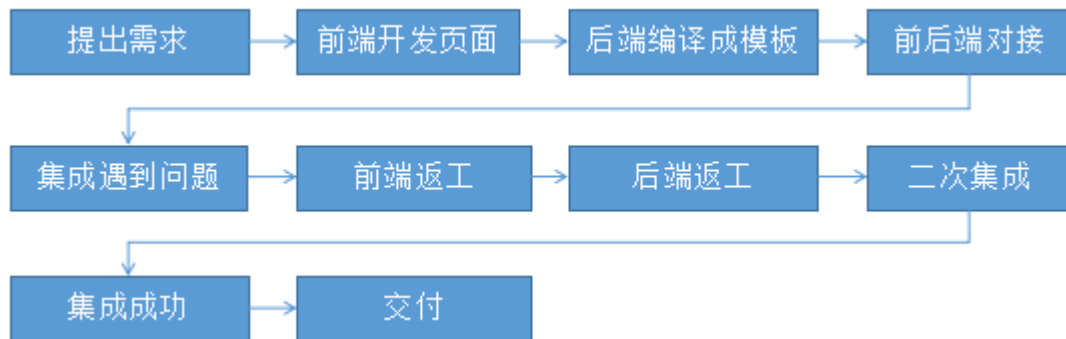 提出需求
前端开发页面
后端编译成模板
前后端对接
集成遇到问题
前端返工
后端返工
二次集成
集成成功
交付